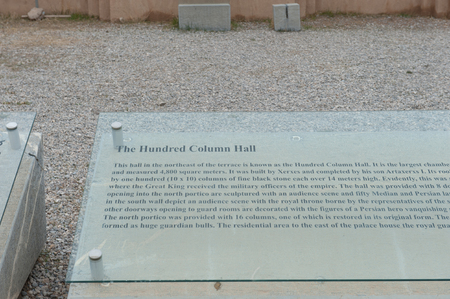 The Hundred Column Hall
This hall in the northeast of the terrace is known as the Hundred Column Hall. It is the largest chamber
and measured 4,800 square meters. It was built by Xerxes and completed by his son Artaxerxes I. Its roof
by one hundred (10 x 10) columns of fine black stone each over 14 meters high. Evidently, this was
where the Great King received the military officers of the empire. The hall was provided with 8 d
opening into the north portico are sculptured with an audience scene and fifty Median and Persian
in the south wall depict an audience scene with the royal throne borne by the representatives of the
other doorways opening to guard rooms are decorated with the figures of a Persian hero vanquishing
The north portico was provided with 16 columns, one of which is restored in its original form. The
formed as huge guardian bulls. The residential area to the east of the palace house the royal gua